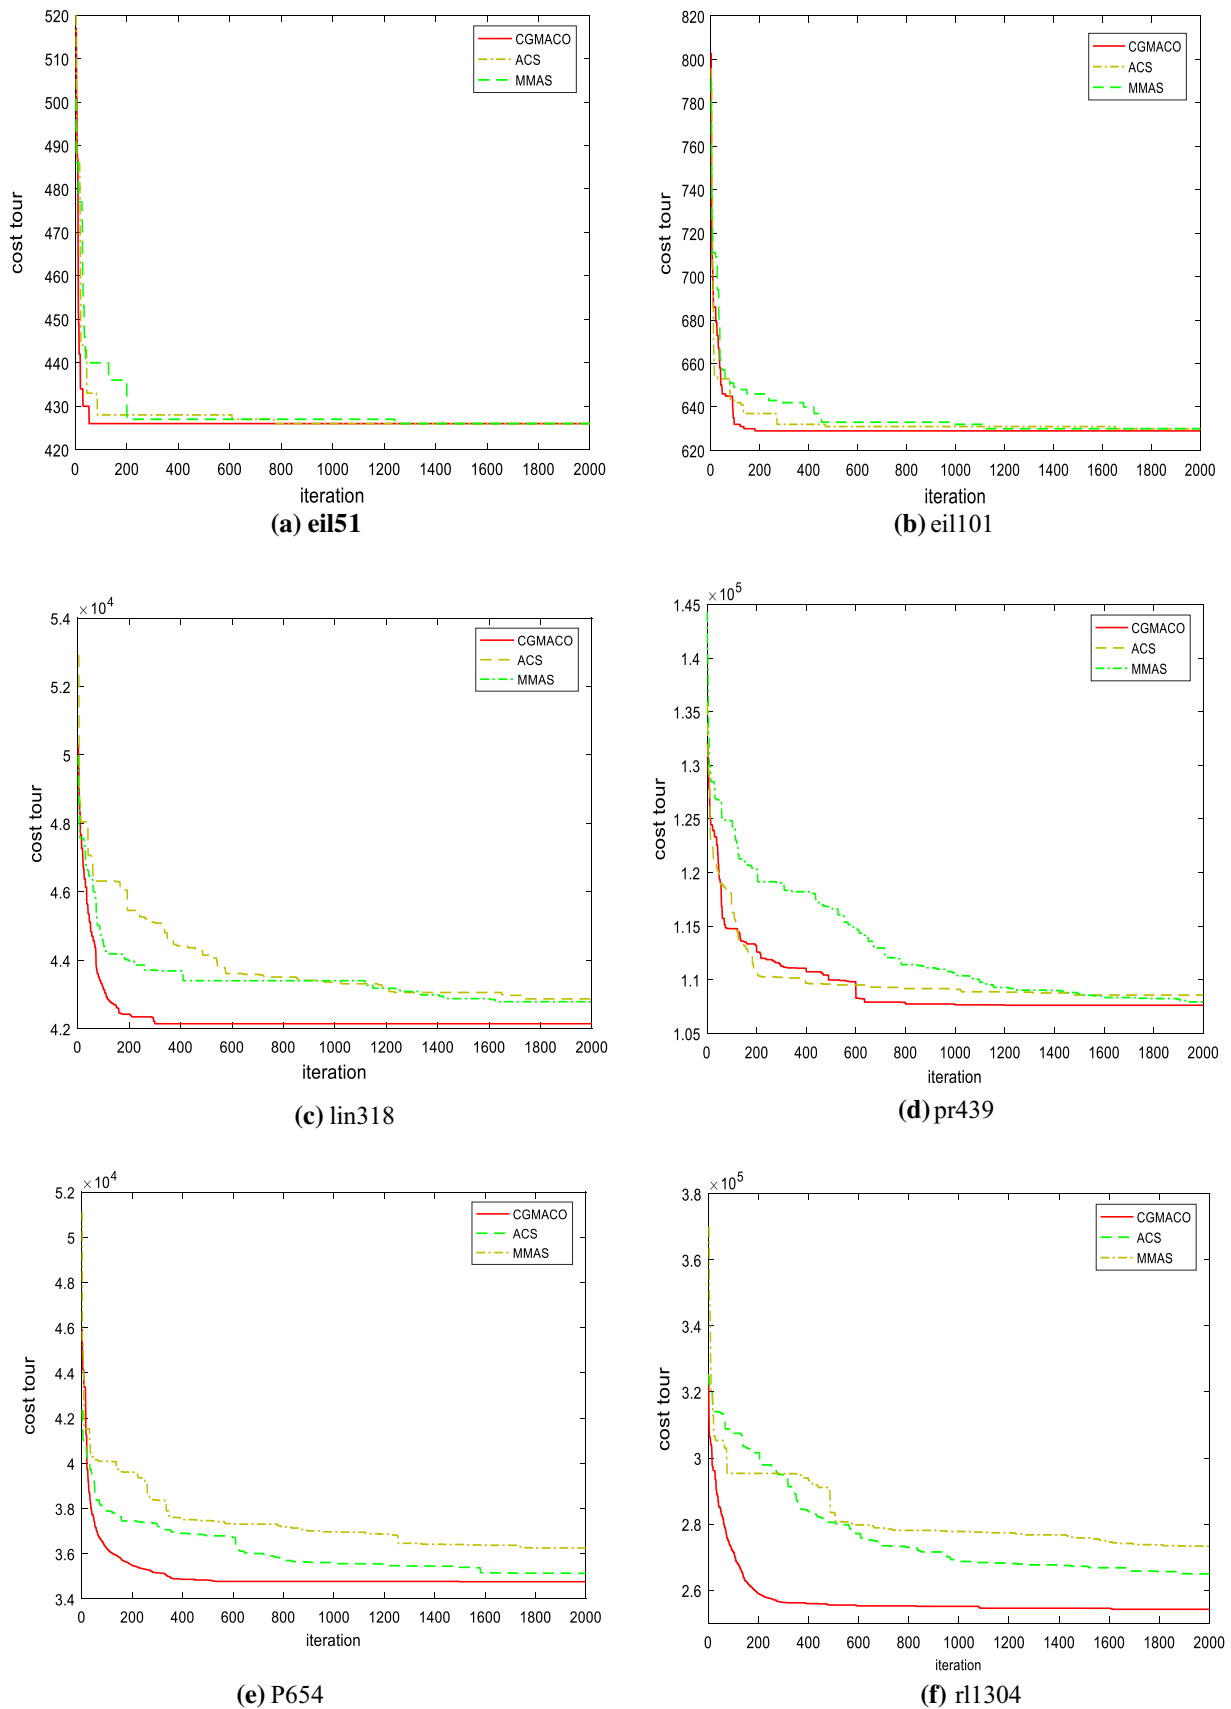 520
510
500
490
480
470
460
450
440
430
420
cost tour
0 200 400 600 800 1000 1200 1400 1600 1800 2000
iteration
CGMACO
ACS
MMAS
(a) eil51
820
800
780
760
740
720
700
680
660
640
620
cost tour
0 200 400 600 800 1000 1200 1400 1600 1800 2000
iteration
CGMACO
ACS
MMAS
(b) eil101
×10⁴
5.4
5.2
5
4.8
4.6
4.4
4.2
cost tour
0 200 400 600 800 1000 1200 1400 1600 1800 2000
iteration
CGMACO
ACS
MMAS
(c) lin318
×10⁵
1.45
1.4
1.35
1.3
1.25
1.2
1.15
1.1
1.05
cost tour
0 200 400 600 800 1000 1200 1400 1600 1800 2000
iteration
CGMACO
ACS
MMAS
(d) pr439
×10⁴
5.2
5
4.8
4.6
4.4
4.2
4
3.8
3.6
3.4
cost tour
0 200 400 600 800 1000 1200 1400 1600 1800 2000
iteration
CGMACO
ACS
MMAS
(e) P654
×10⁵
3.8
3.6
3.4
3.2
3
2.8
2.6
cost tour
0 200 400 600 800 1000 1200 1400 1600 1800 2000
iteration
CGMACO
ACS
MMAS
(f) rl1304